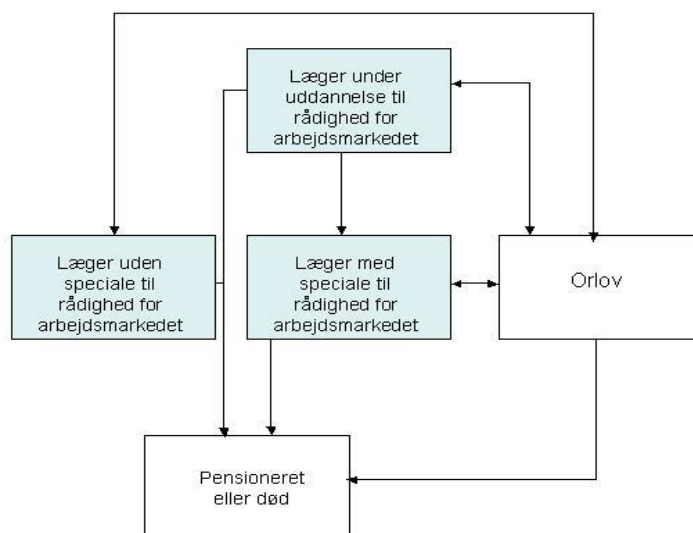 Læger under
uddannelse til
rådighed for
arbejdsmarkedet
Læger uden
speciale til
rådighed for
arbejdsmarkedet
Læger med
speciale til
rådighed for
arbejdsmarkedet
Orlov
Pensioneret
eller død